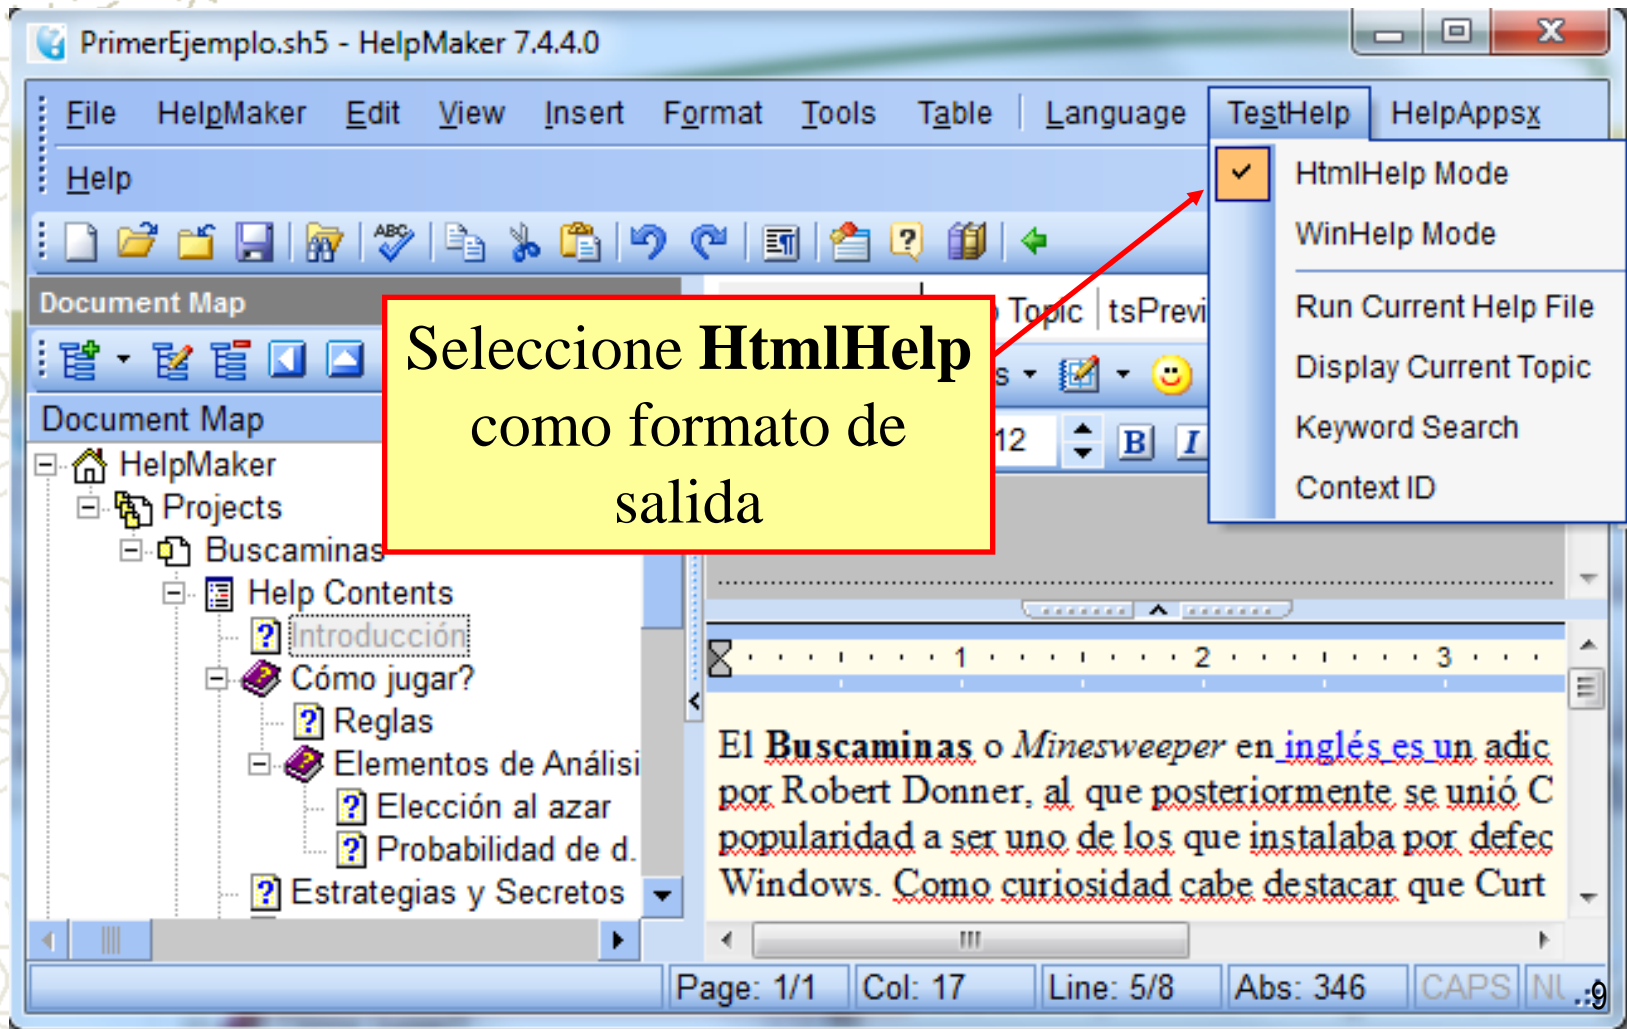 PrimerEjemplo.sh5 - HelpMaker 7.4.4.0
File HelpMaker Edit View Insert Format Tools Table Language TestHelp HelpAppsx
Help
HtmlHelp Mode
WinHelp Mode
Run Current Help File
Display Current Topic
Keyword Search
Context ID
ABC
Document Map
Topic tsPrevi
s
12 B I
Seleccione HtmlHelp
como formato de
salida
Document Map
HelpMaker
Projects
Buscaminas
Help Contents
Introducción
Cómo jugar?
Reglas
Elementos de Análisi
Elección al azar
Probabilidad de d.
Estrategias y Secretos
1 2 3
El Buscaminas o Minesweeper en inglés es un adic
por Robert Donner, al que posteriormente se unió C
popularidad a ser uno de los que instalaba por defec
Windows. Como curiosidad cabe destacar que Curt
Page: 1/1 Col: 17 Line: 5/8 Abs: 346 CAPS NU
9